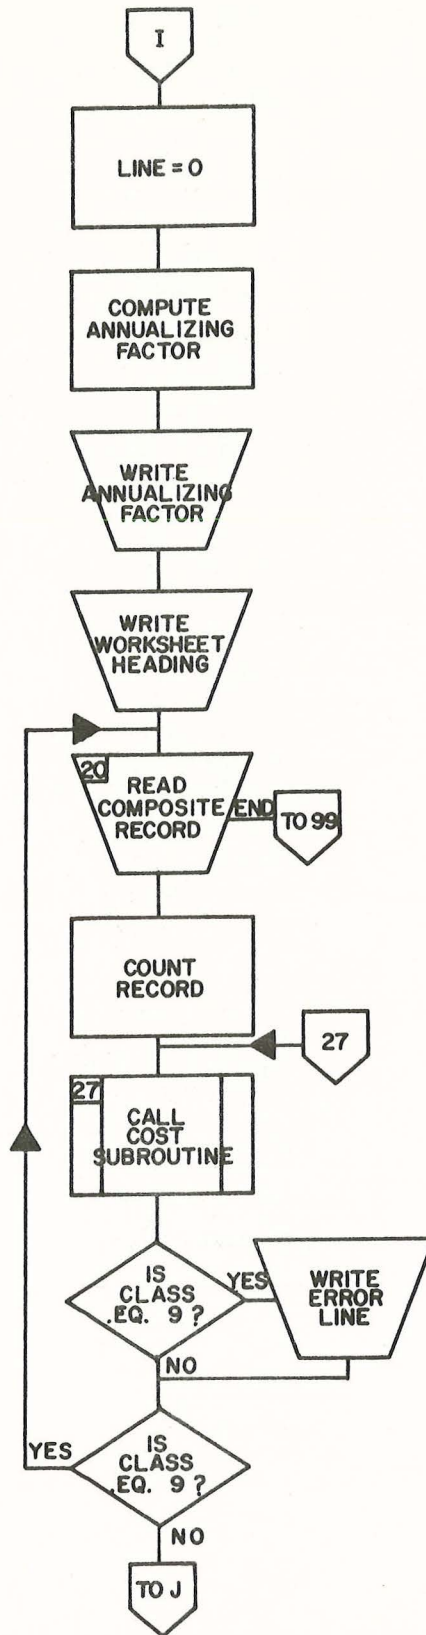 I
LINE = 0
COMPUTE
ANNUALIZING
FACTOR
WRITE
ANNUALIZING
FACTOR
WRITE
WORKSHEET
HEADING
20
READ
COMPOSITE
RECORD
END
TO 99
COUNT
RECORD
27
27
CALL
COST
SUBROUTINE
IS
CLASS
.EQ. 9 ?
YES
WRITE
ERROR
LINE
NO
YES
IS
CLASS
.EQ. 9 ?
NO
TO J